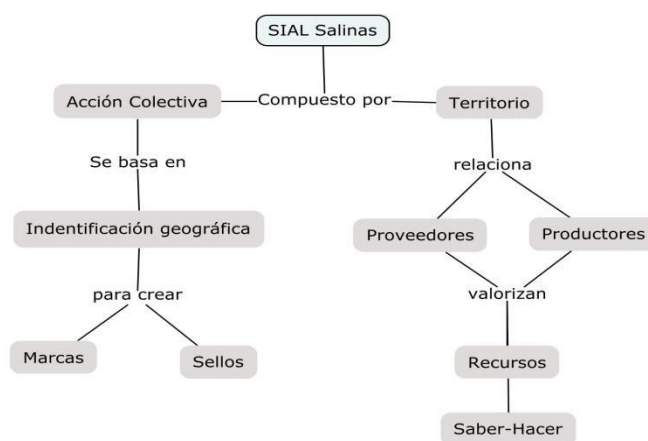 SIAL Salinas
Acción Colectiva
Compuesto por
Territorio
Se basa en
relaciona
Indentificación geográfica
Proveedores
Productores
para crear
valorizan
Marcas
Sellos
Recursos
Saber-Hacer